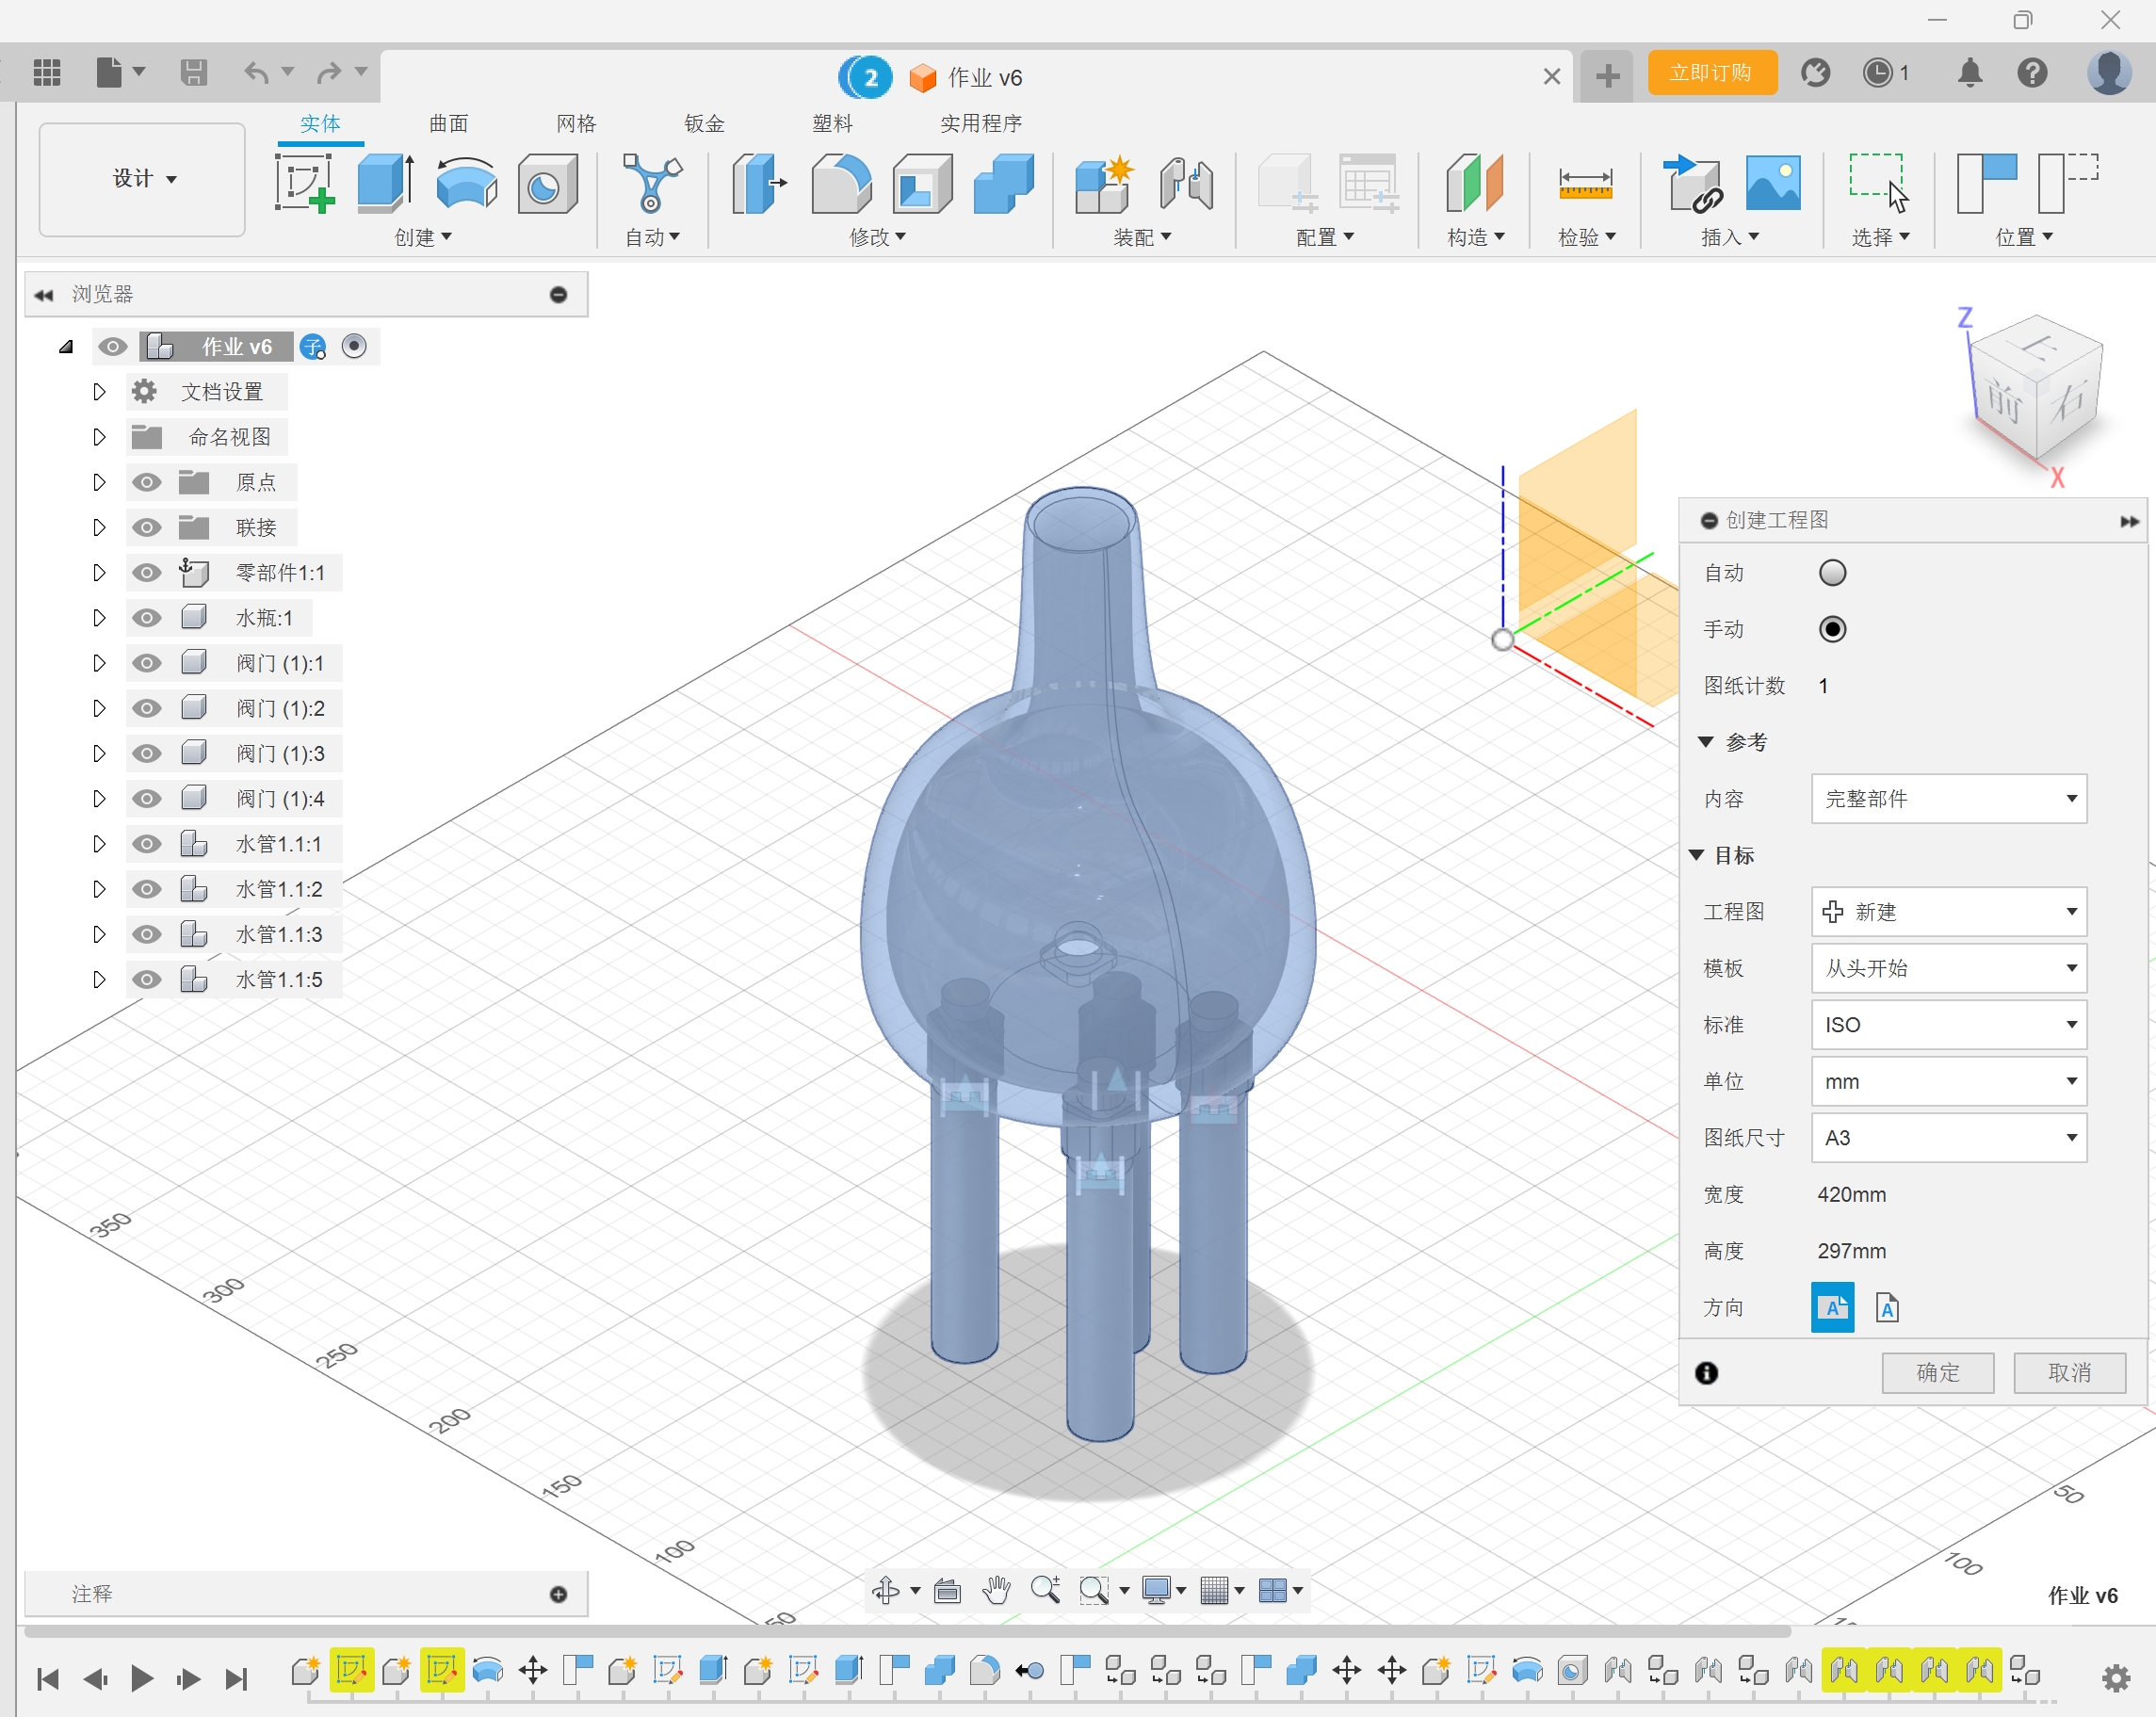 2 作业 v6
立即订购
1
实体 曲面 网格 钣金 塑料 实用程序
设计
创建 自动 修改 装配 配置 构造 检验 插入 选择 位置
浏览器
作业 v6 子
文档设置
命名视图
原点
联接
零部件1:1
水瓶:1
阀门 (1):1
阀门 (1):2
阀门 (1):3
阀门 (1):4
水管1.1:1
水管1.1:2
水管1.1:3
水管1.1:5
Z
上
前 右
X
创建工程图
自动
手动
图纸计数 1
参考
内容 完整部件
目标
工程图 新建
模板 从头开始
标准 ISO
单位 mm
图纸尺寸 A3
宽度 420mm
高度 297mm
方向 A A
确定 取消
350
300
250
200
150
100
50
50
100
注释
作业 v6